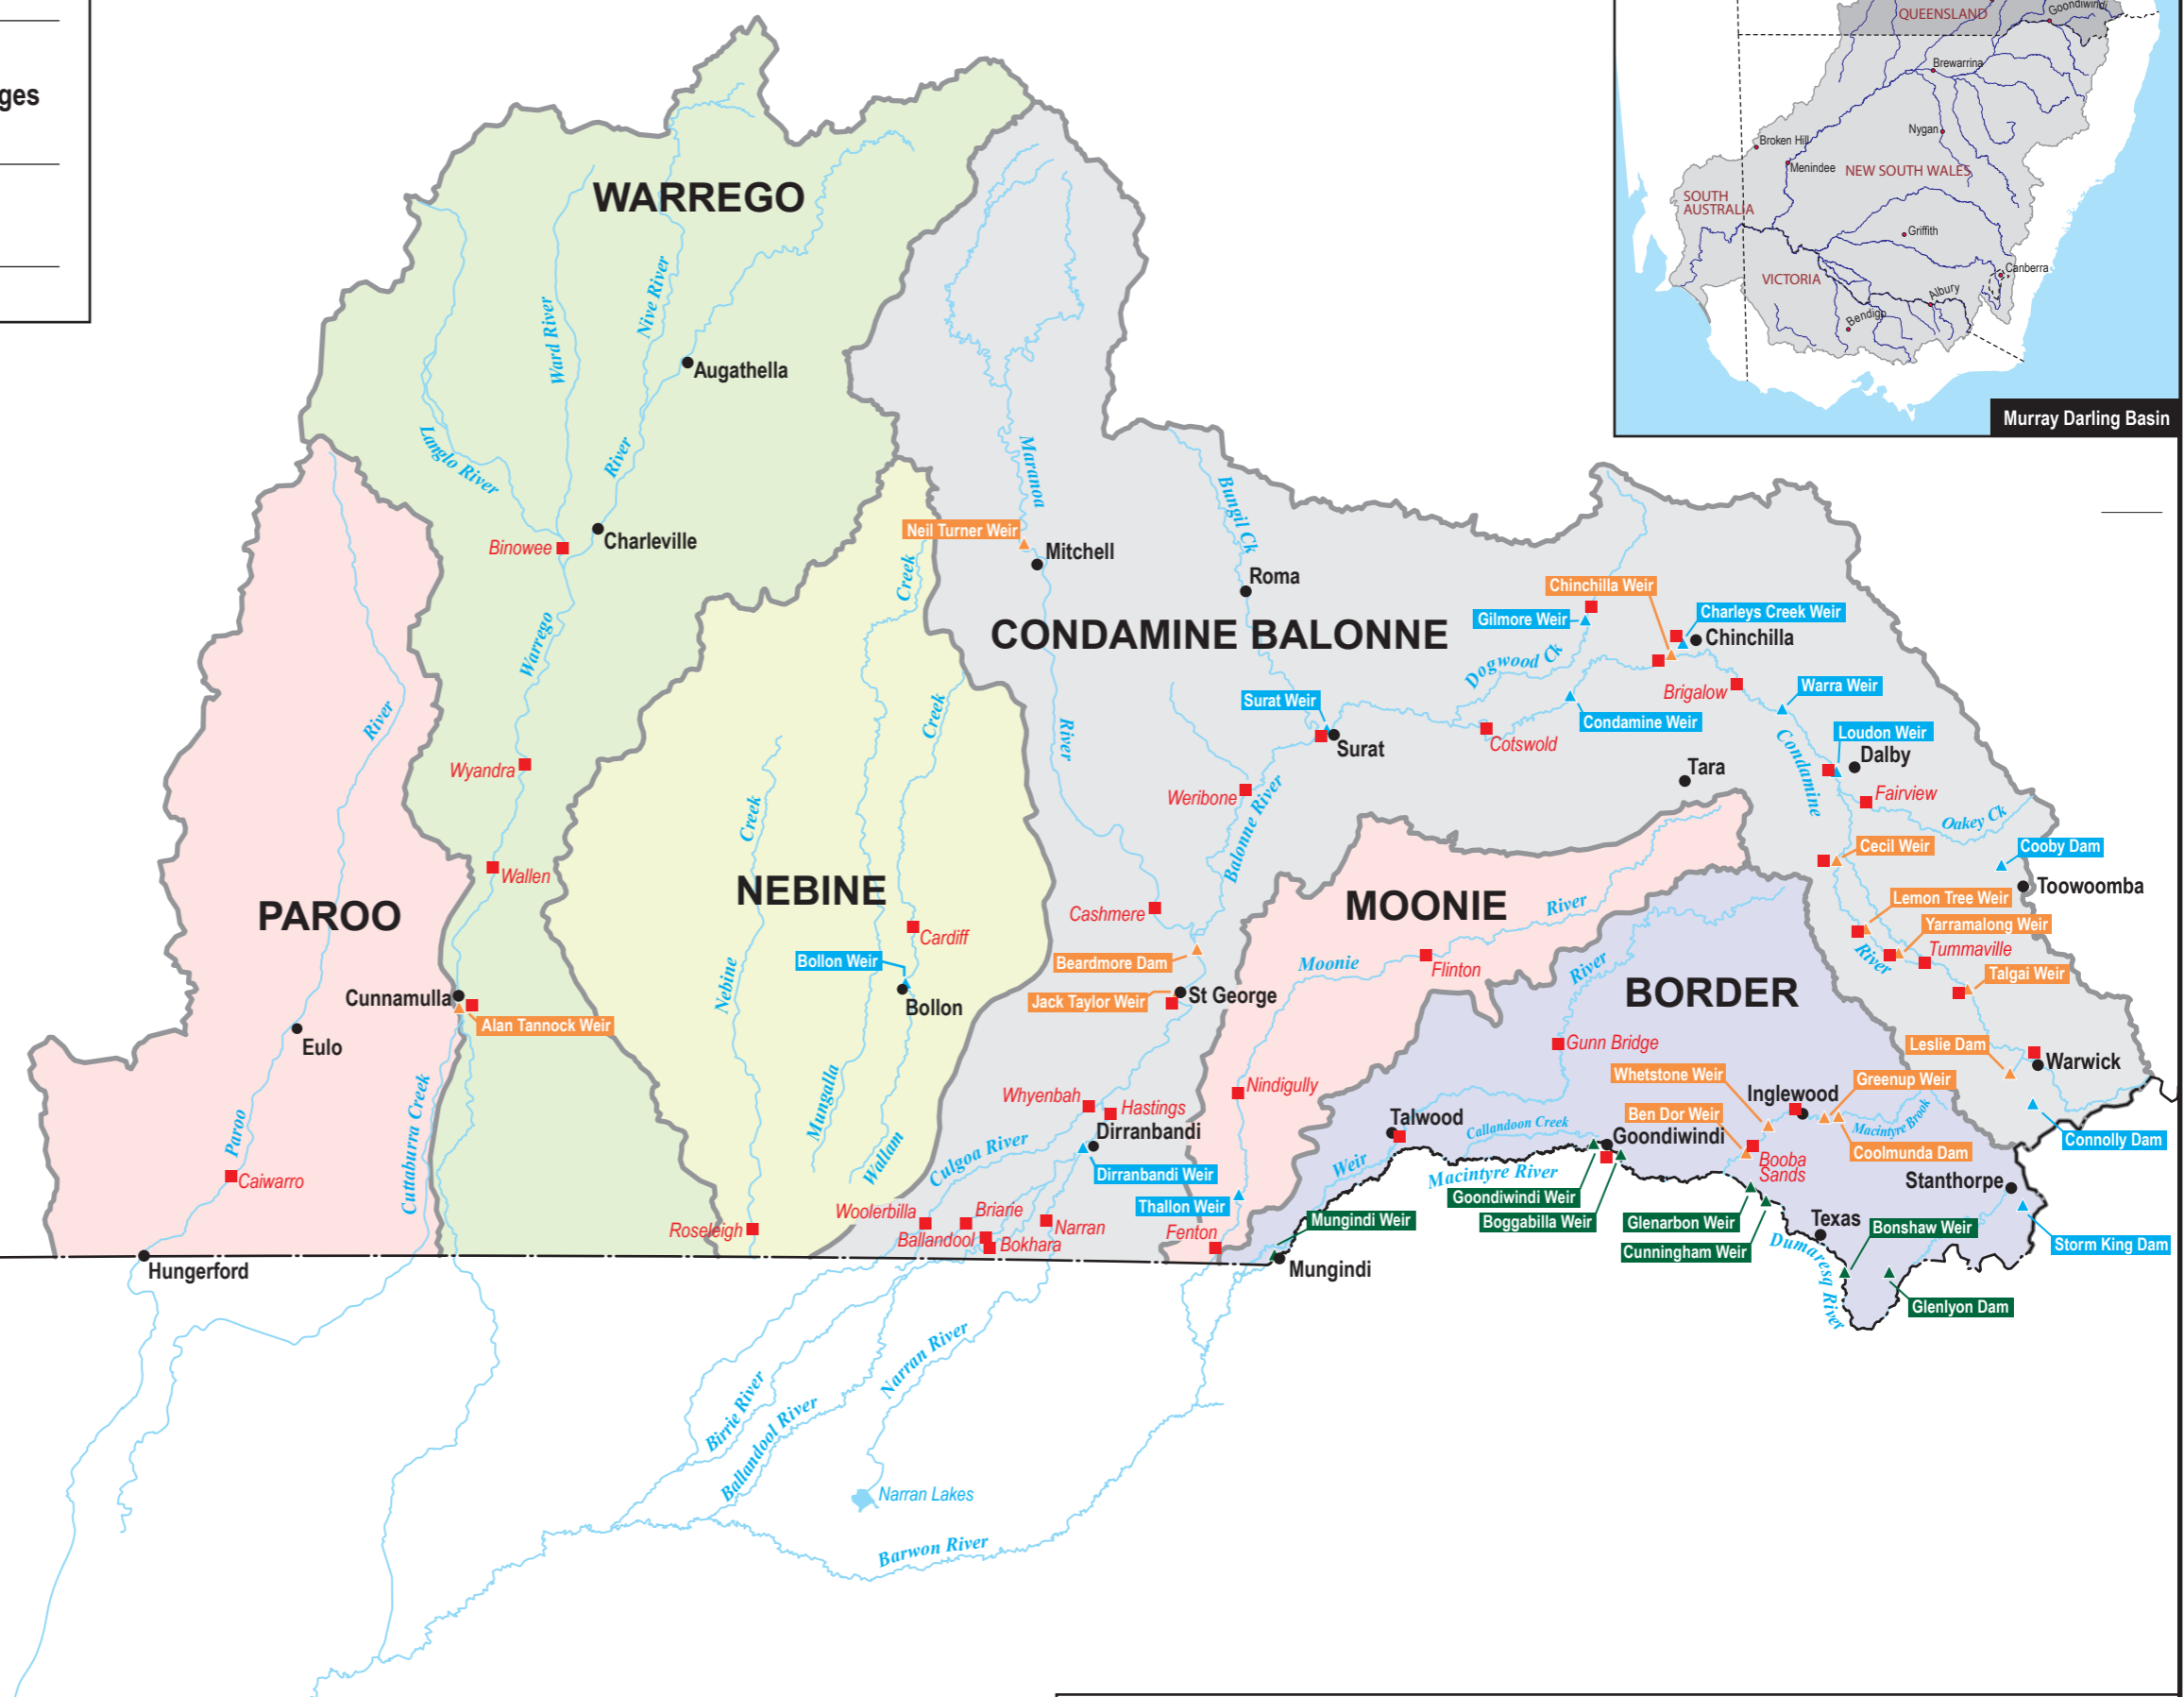 ges
QUEENSLAND
Goondiwindi
Brewarrina
Nygan
Broken Hill
Menindee
NEW SOUTH WALES
SOUTH
AUSTRALIA
Griffith
VICTORIA
Canberra
Albury
Bendigo
Murray Darling Basin
WARREGO
Nive River
Ward River
Augathella
Langlo River
River
Charleville
Binowee
Warrego
Wyandra
Wallen
Cunnamulla
Alan Tannock Weir
Cuttaburra Creek
PAROO
River
Eulo
Paroo
Caiwarro
Hungerford
NEBINE
Creek
Creek
Creek
Nebine
Cardiff
Bollon Weir
Bollon
Mungalla
Wallam
Roseleigh
CONDAMINE BALONNE
Maranoa
Neil Turner Weir
Mitchell
River
Bungil Ck
Roma
Chinchilla Weir
Gilmore Weir
Charleys Creek Weir
Chinchilla
Dogwood Ck
Brigalow
Warra Weir
Surat Weir
Surat
Condamine Weir
Cotswold
Loudon Weir
Dalby
Tara
Condamine
Weribone
Balonne River
Fairview
Oakey Ck
Cecil Weir
Cooby Dam
Toowoomba
Lemon Tree Weir
Yarramalong Weir
Tummaville
River
Talgai Weir
Leslie Dam
Warwick
Connolly Dam
Cashmere
Beardmore Dam
Jack Taylor Weir
St George
Whyenbah
Hastings
Dirranbandi
Culgoa River
Dirranbandi Weir
Woolerbilla
Briarie
Ballandool
Bokhara
Narran
MOONIE
River
Moonie
Flinton
Nindigully
Thallon Weir
Fenton
BORDER
River
Gunn Bridge
Whetstone Weir
Inglewood
Greenup Weir
Ben Dor Weir
Macintyre Brook
Coolmunda Dam
Talwood
Callandoon Creek
Goondiwindi
Booba
Sands
Weir
Macintyre River
Goondiwindi Weir
Boggabilla Weir
Mungindi Weir
Mungindi
Glenarbon Weir
Cunningham Weir
Texas
Bonshaw Weir
Stanthorpe
Storm King Dam
Dumaresq River
Glenlyon Dam
Birrie River
Ballandool River
Narran River
Narran Lakes
Barwon River